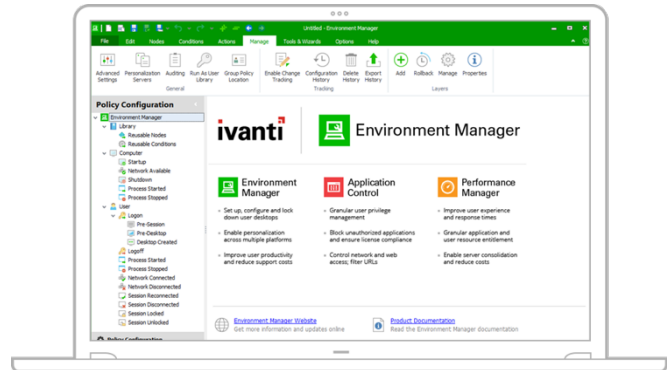 Untitled - Environment Manager
File Edit Nodes Conditions Actions Manage Tools & Wizards Options Help
Advanced Settings
Personalization Servers
Auditing
Run As User Library
Group Policy Location
Enable Change Tracking
Configuration History
Delete History
Export History
Add
Rollback
Manage
Properties
General
Tracking
Layers
Policy Configuration
Environment Manager
Library
Reusable Nodes
Reusable Conditions
Computer
Startup
Network Available
Shutdown
Process Started
Process Stopped
User
Logon
Pre-Session
Pre-Desktop
Desktop Created
Logoff
Process Started
Process Stopped
Network Connected
Network Disconnected
Session Reconnected
Session Disconnected
Session Locked
Session Unlocked
Policy Configuration
ivanti
Environment Manager
Environment
Manager
Set up, configure and lock
down user desktops
Enable personalization
across multiple platforms
Improve user productivity
and reduce support costs
Application
Control
Granular user privilege
management
Block unauthorized applications
and ensure license compliance
Control network and web
access; filter URLs
Performance
Manager
Improve user experience
and response times
Granular application and
user resource entitlement
Enable server consolidation
and reduce costs
Environment Manager Website
Get more information and updates online
Product Documentation
Read the Environment Manager documentation